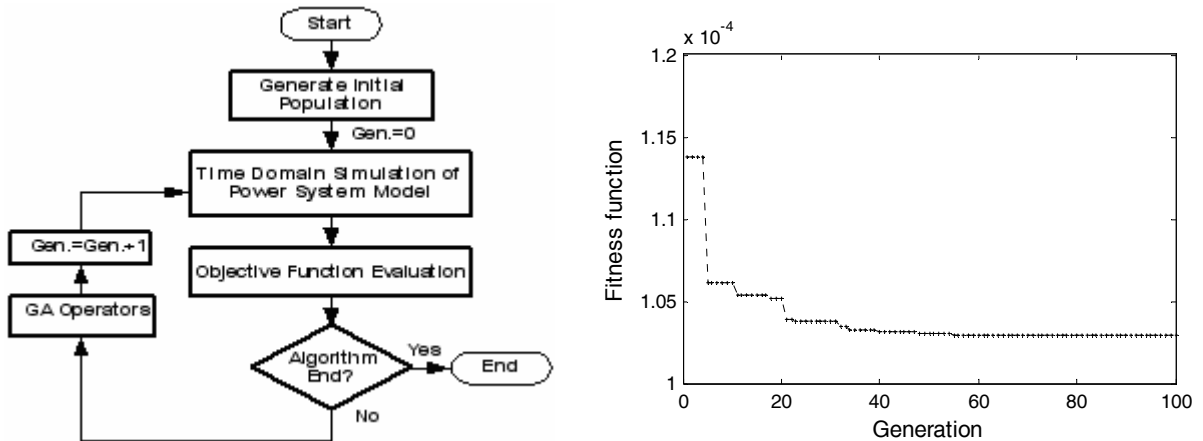 Start
Generate Initial
Population
Gen.=0
Time Domain Simulation of
Power System Model
Gen.=Gen.+1
Objective Function Evaluation
GA Operators
Algorithm
End?
Yes
End
No
x 10-4
1.2
1.15
1.1
1.05
1
0
20
40
60
80
100
Fitness function
Generation